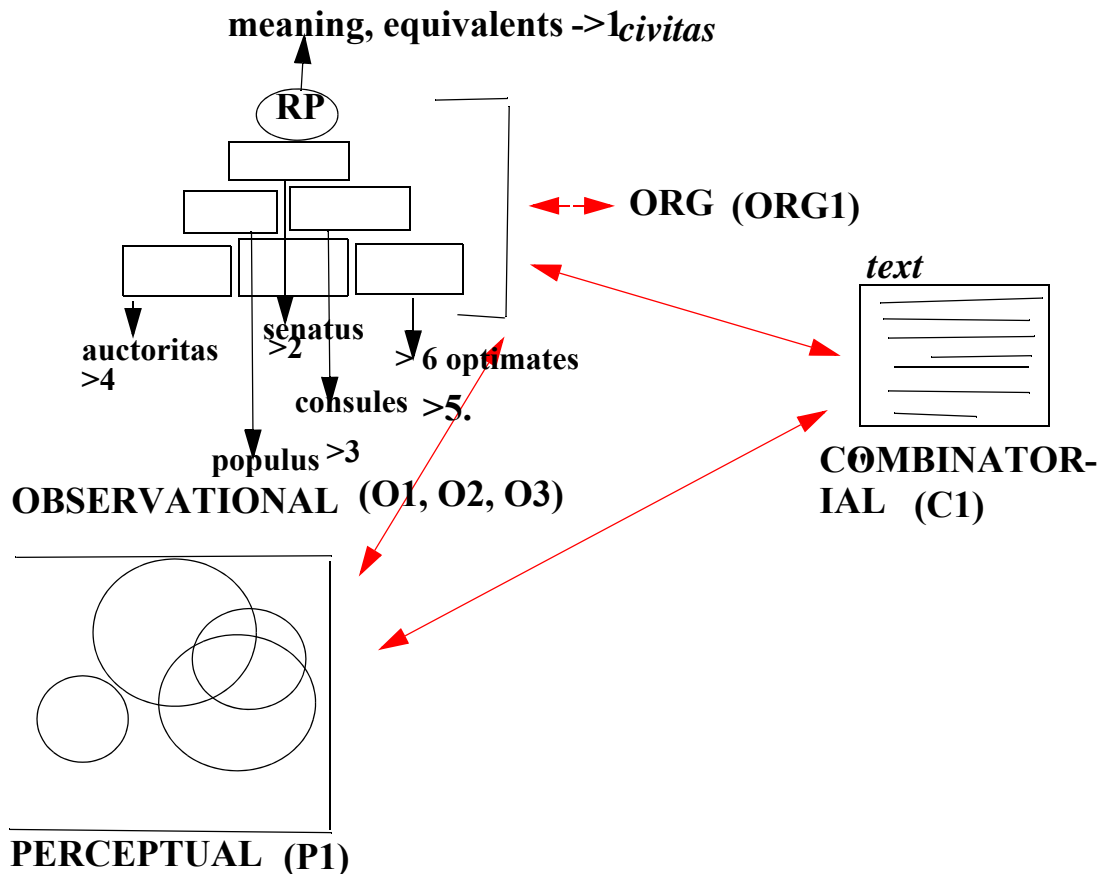 meaning, equivalents ->1civitas
RP
ORG (ORG1)
text
senatus
>2
auctoritas
>4
> 6 optimates
consules >5.
populus >3
OBSERVATIONAL (O1, O2, O3)
COMBINATOR-
IAL (C1)
PERCEPTUAL (P1)